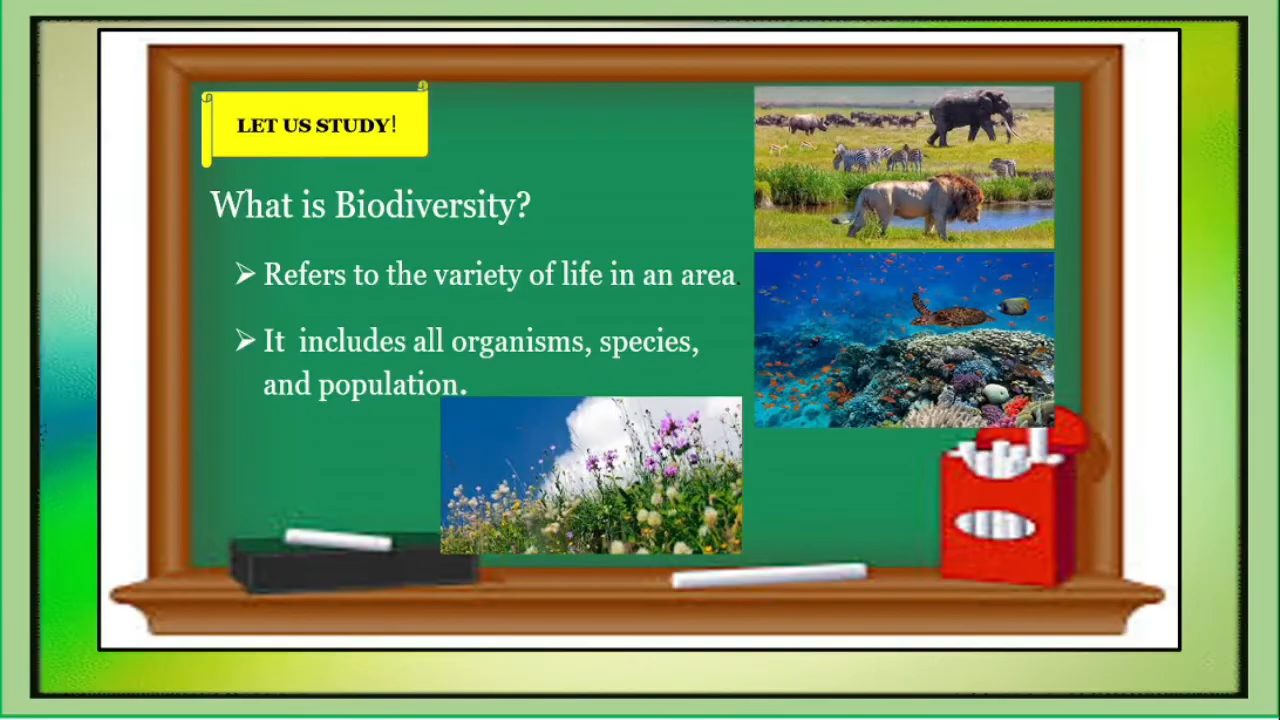 LET US STUDY!
What is Biodiversity?
➢ Refers to the variety of life in an area.
➢ It includes all organisms, species,
and population.